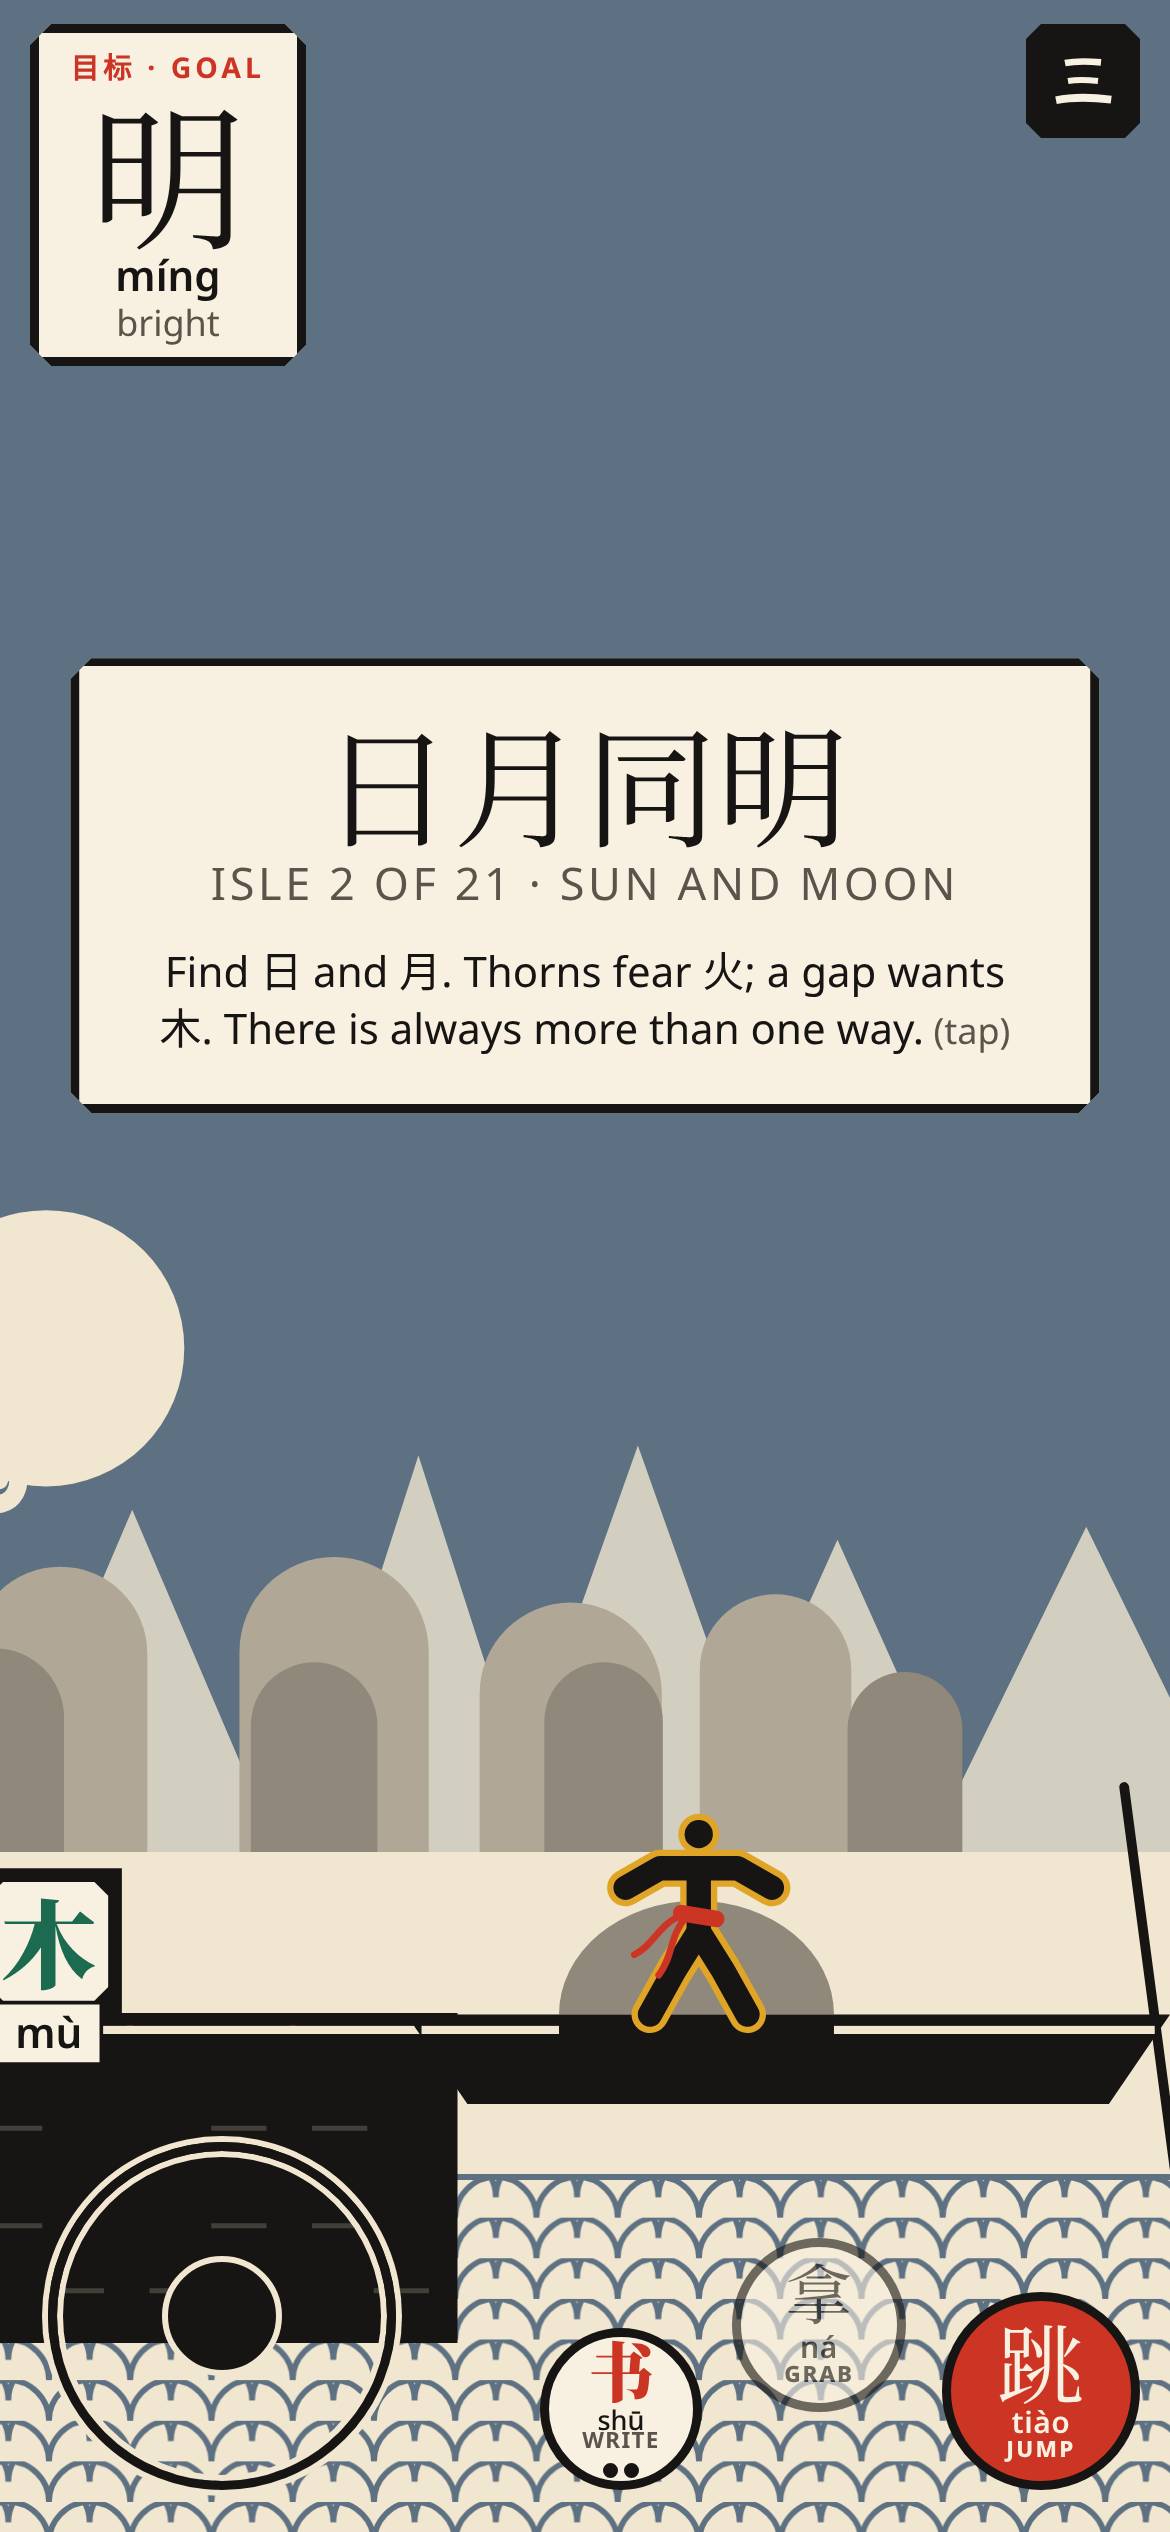 目标 · GOAL
明
míng
bright
三
日月同明
ISLE 2 OF 21 · SUN AND MOON
Find 日 and 月. Thorns fear 火; a gap wants
木. There is always more than one way. (tap)
木
mù
书
shū
WRITE
拿
ná
GRAB
跳
tiào
JUMP